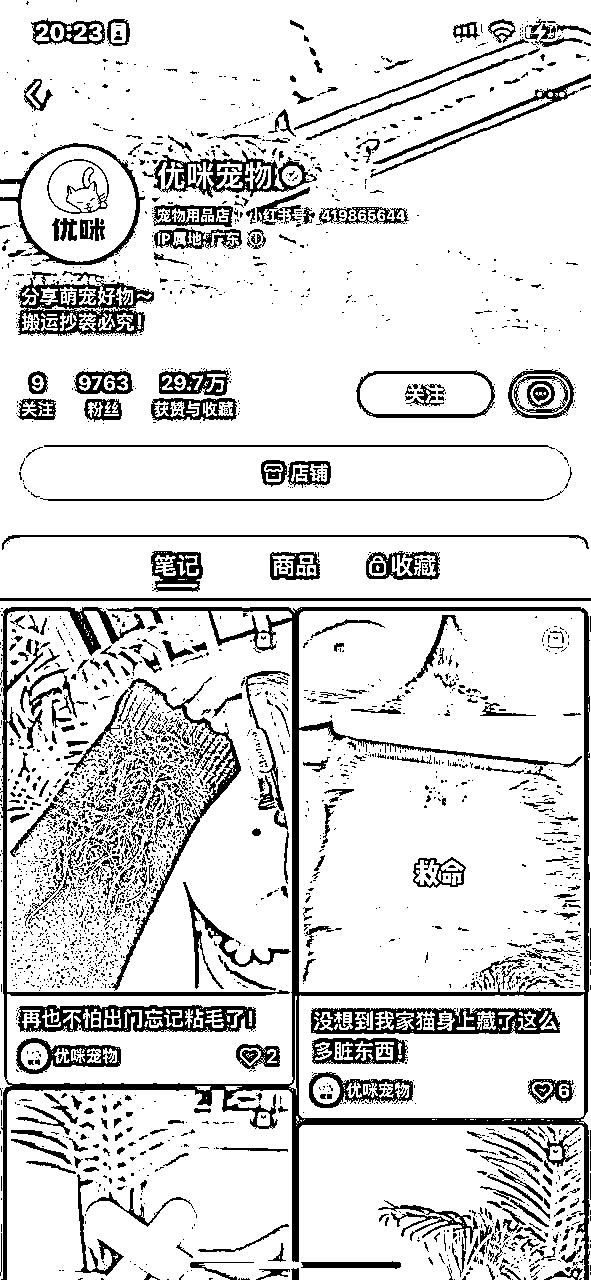 20:23
优咪宠物
优咪
宠物用品店 小红书号：419865644
IP属地：广东
分享萌宠好物~
搬运抄袭必究！
9 9763 29.7万
关注 粉丝 获赞与收藏
关注
店铺
笔记 商品 收藏
救命
再也不怕出门忘记粘毛了！
优咪宠物 2
没想到我家猫身上藏了这么
多脏东西！
优咪宠物 6